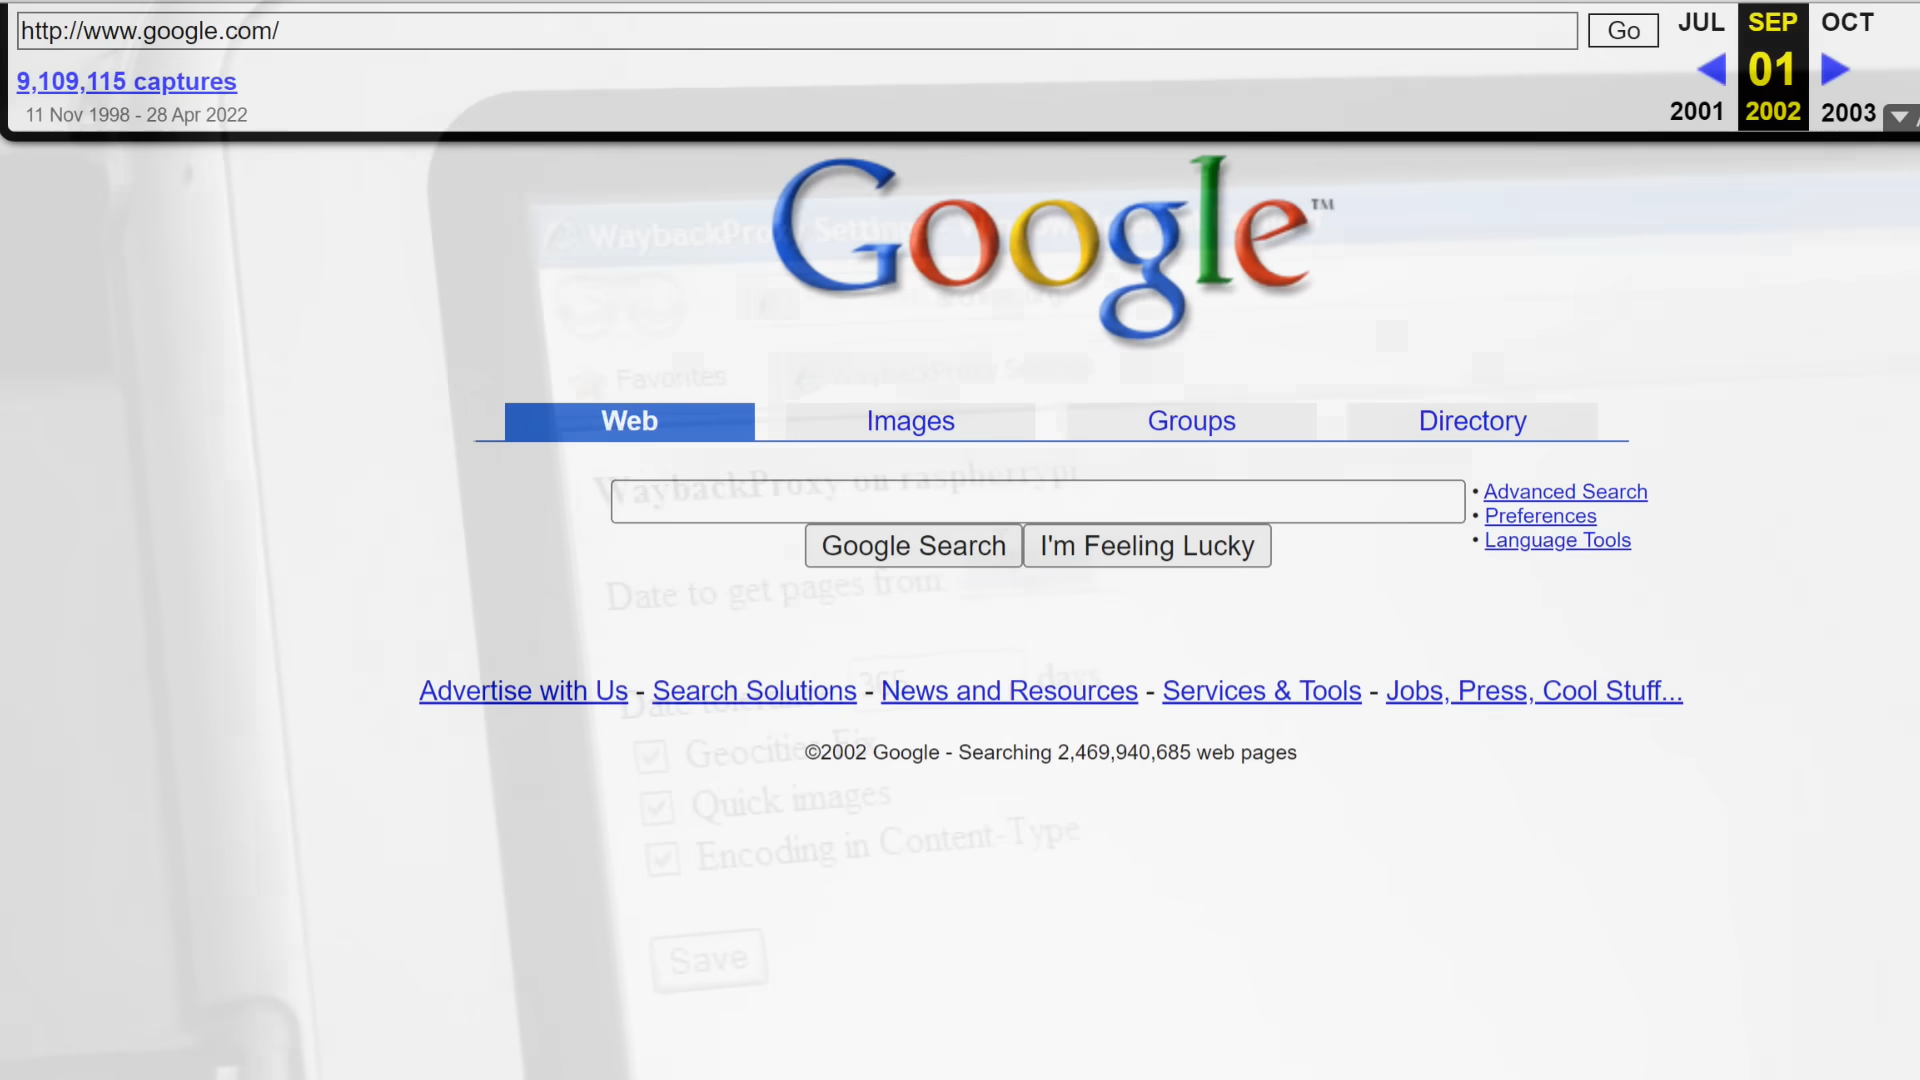 http://www.google.com/
Go
JUL SEP OCT
01
2001 2002 2003
9,109,115 captures
11 Nov 1998 - 28 Apr 2022
Google™
Favorites
Web Images Groups Directory
WaybackProxy on raspberrypi
• Advanced Search
• Preferences
• Language Tools
Google Search I'm Feeling Lucky
Date to get pages from
365 days
Advertise with Us - Search Solutions - News and Resources - Services & Tools - Jobs, Press, Cool Stuff...
©2002 Google - Searching 2,469,940,685 web pages
Geocities Fix
Quick images
Encoding in Content-Type
Save